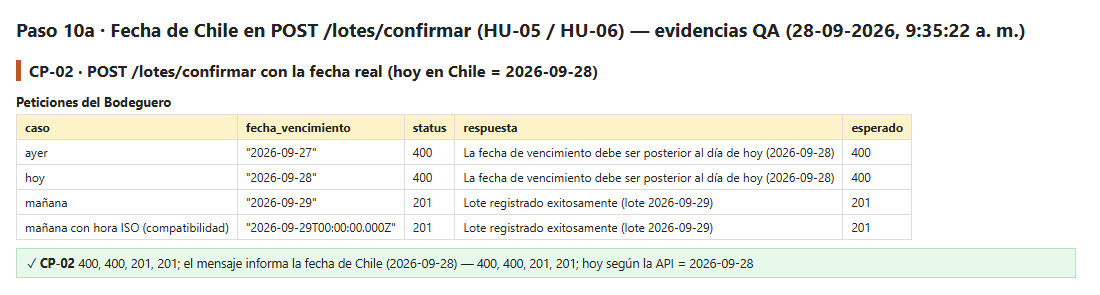 Paso 10a · Fecha de Chile en POST /lotes/confirmar (HU-05 / HU-06) — evidencias QA (28-09-2026, 9:35:22 a. m.)
CP-02 · POST /lotes/confirmar con la fecha real (hoy en Chile = 2026-09-28)
Peticiones del Bodeguero
caso fecha_vencimiento status respuesta esperado
ayer "2026-09-27" 400 La fecha de vencimiento debe ser posterior al día de hoy (2026-09-28) 400
hoy "2026-09-28" 400 La fecha de vencimiento debe ser posterior al día de hoy (2026-09-28) 400
mañana "2026-09-29" 201 Lote registrado exitosamente (lote 2026-09-29) 201
mañana con hora ISO (compatibilidad) "2026-09-29T00:00:00.000Z" 201 Lote registrado exitosamente (lote 2026-09-29) 201
✓ CP-02 400, 400, 201, 201; el mensaje informa la fecha de Chile (2026-09-28) — 400, 400, 201, 201; hoy según la API = 2026-09-28